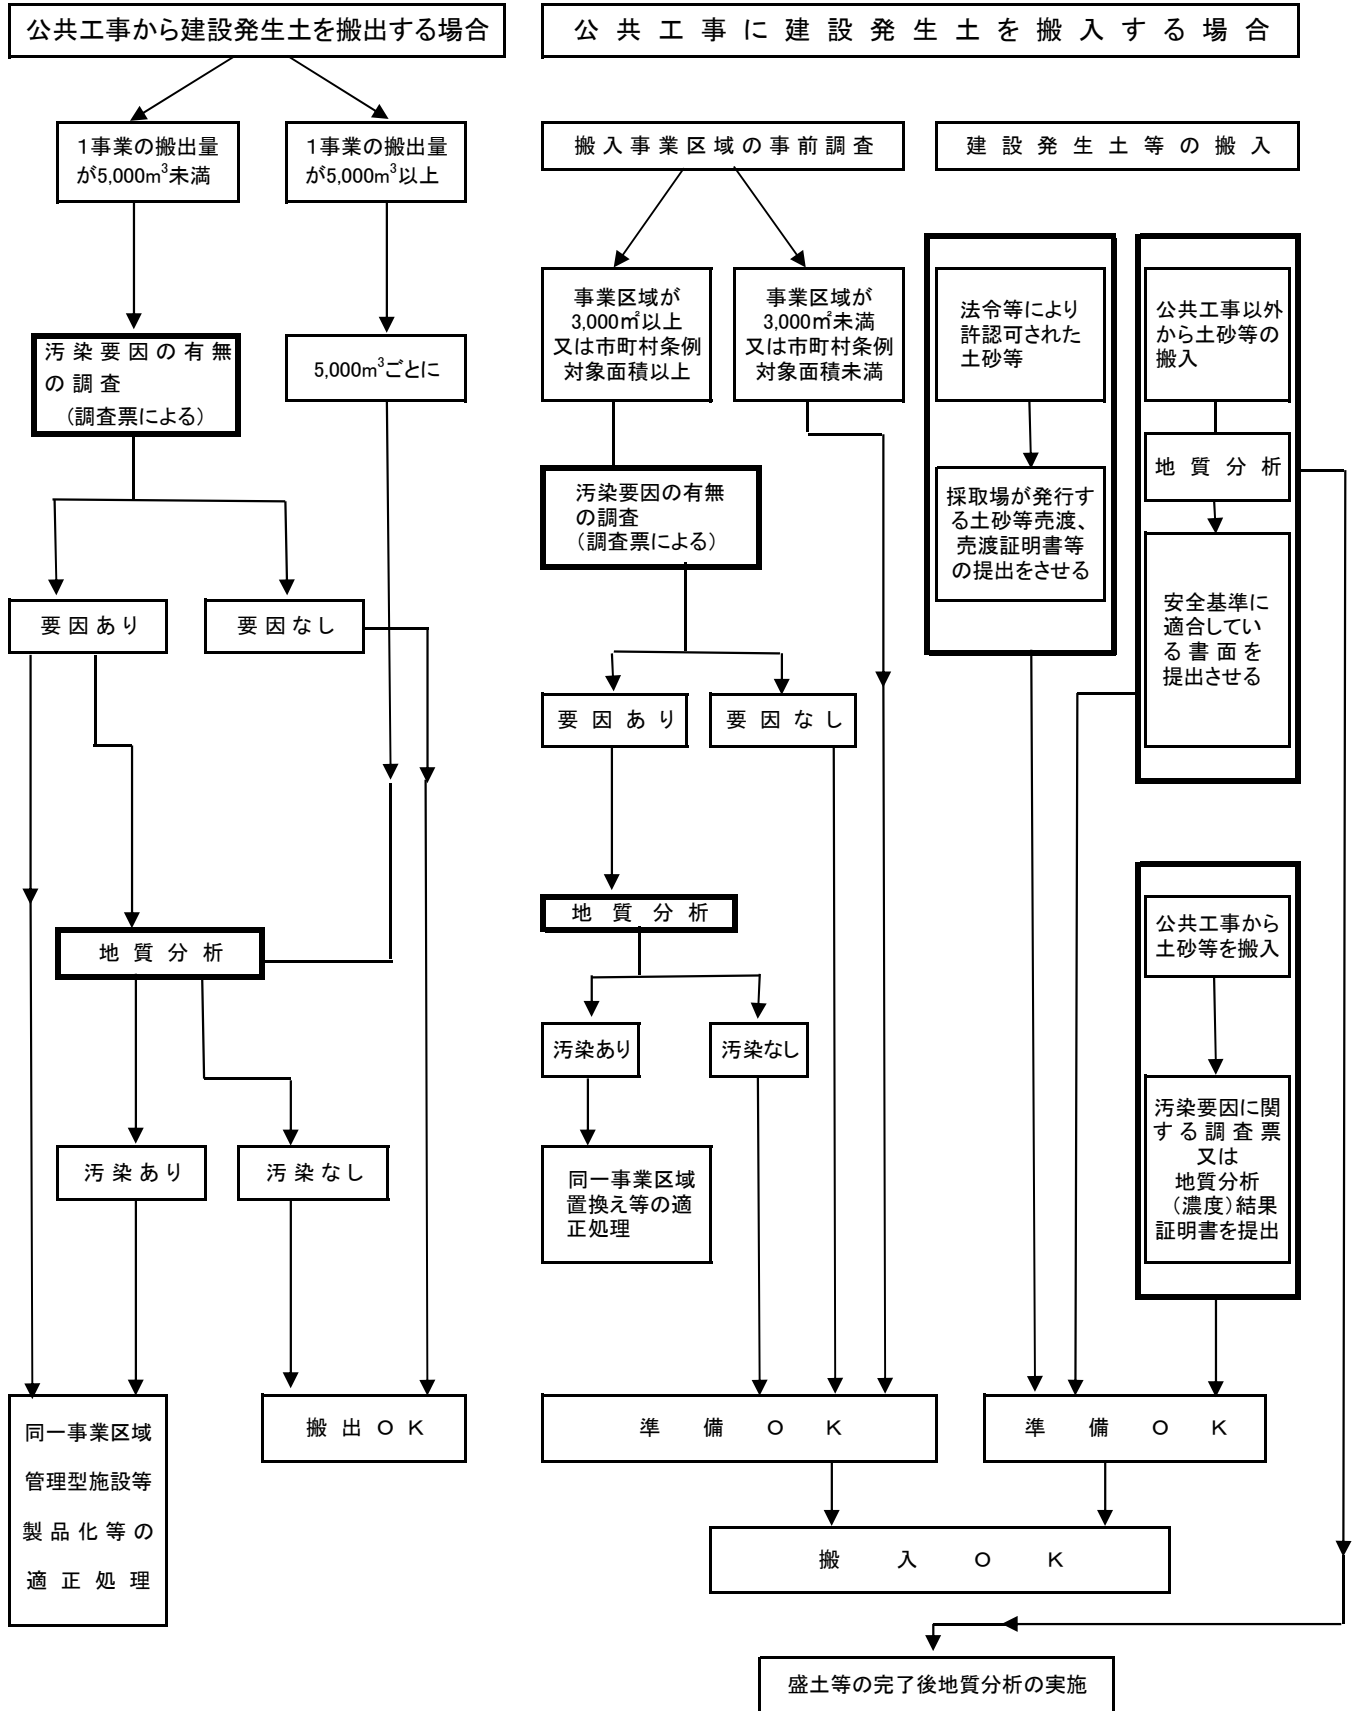 公共工事から建設発生土を搬出する場合
1事業の搬出量
が5,000m³未満
1事業の搬出量
が5,000m³以上
汚染要因の有無
の調査
(調査票による)
5,000m³ごとに
要因あり
要因なし
地質分析
汚染あり
汚染なし
同一事業区域
管理型施設等
製品化等の
適正処理
搬出OK
公共工事に建設発生土を搬入する場合
搬入事業区域の事前調査
事業区域が
3,000㎡以上
又は市町村条例
対象面積以上
事業区域が
3,000㎡未満
又は市町村条例
対象面積未満
汚染要因の有無
の調査
(調査票による)
要因あり
要因なし
地質分析
汚染あり
汚染なし
同一事業区域
置換え等の適
正処理
準備OK
建設発生土等の搬入
法令等により
許認可された
土砂等
採取場が発行す
る土砂等売渡、
売渡証明書等
の提出をさせる
公共工事以外
から土砂等の
搬入
地質分析
安全基準に
適合してい
る書面を
提出させる
公共工事から
土砂等を搬入
汚染要因に関
する調査票
又は
地質分析
(濃度)結果
証明書を提出
準備OK
搬入OK
盛土等の完了後地質分析の実施